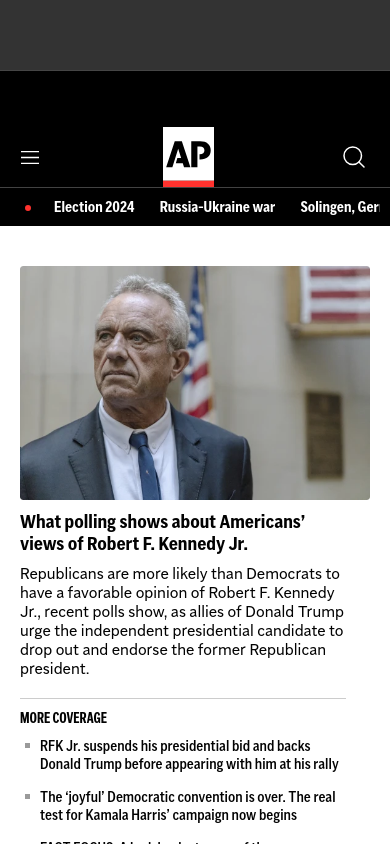 AP
Election 2024 Russia-Ukraine war Solingen,
What polling shows about Americans’
views of Robert F. Kennedy Jr.
Republicans are more likely than Democrats to
have a favorable opinion of Robert F. Kennedy
Jr., recent polls show, as allies of Donald Trump
urge the independent presidential candidate to
drop out and endorse the former Republican
president.
MORE COVERAGE
RFK Jr. suspends his presidential bid and backs
Donald Trump before appearing with him at his rally
The ‘joyful’ Democratic convention is over. The real
test for Kamala Harris’ campaign now begins